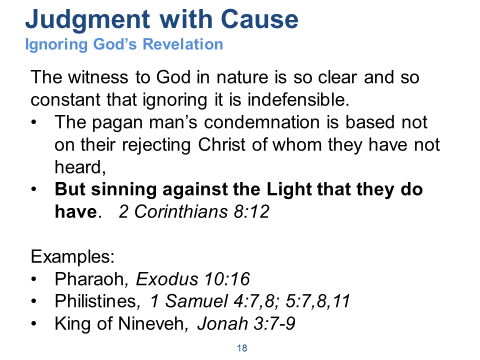 Judgment with Cause
Ignoring God’s Revelation
The witness to God in nature is so clear and so
constant that ignoring it is indefensible.
• The pagan man’s condemnation is based not
on their rejecting Christ of whom they have not
heard,
• But sinning against the Light that they do
have. 2 Corinthians 8:12
Examples:
• Pharaoh, Exodus 10:16
• Philistines, 1 Samuel 4:7,8; 5:7,8,11
• King of Nineveh, Jonah 3:7-9
18